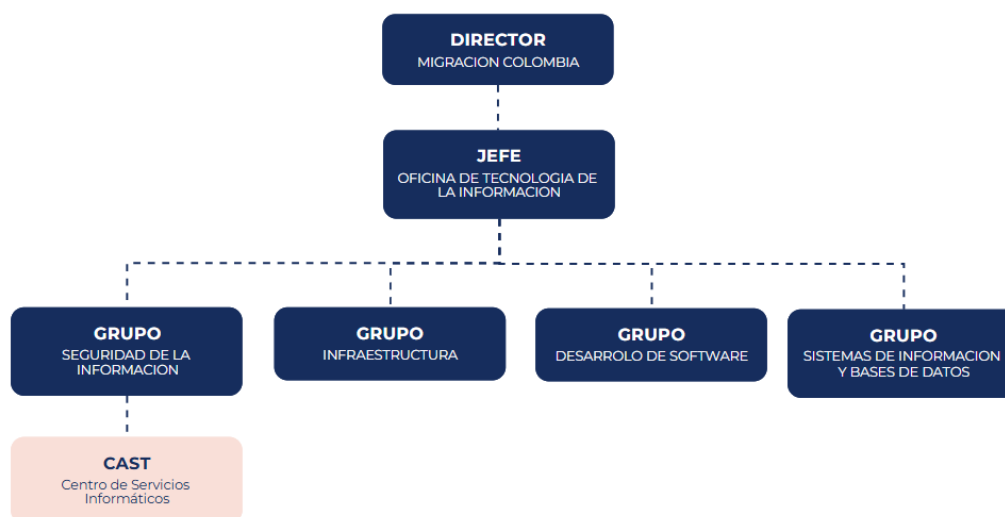 DIRECTOR
MIGRACION COLOMBIA
JEFE
OFICINA DE TECNOLOGIA DE
LA INFORMACION
GRUPO
SEGURIDAD DE LA
INFORMACION
GRUPO
INFRAESTRUCTURA
GRUPO
DESARROLO DE SOFTWARE
GRUPO
SISTEMAS DE INFORMACION
Y BASES DE DATOS
CAST
Centro de Servicios
Informáticos